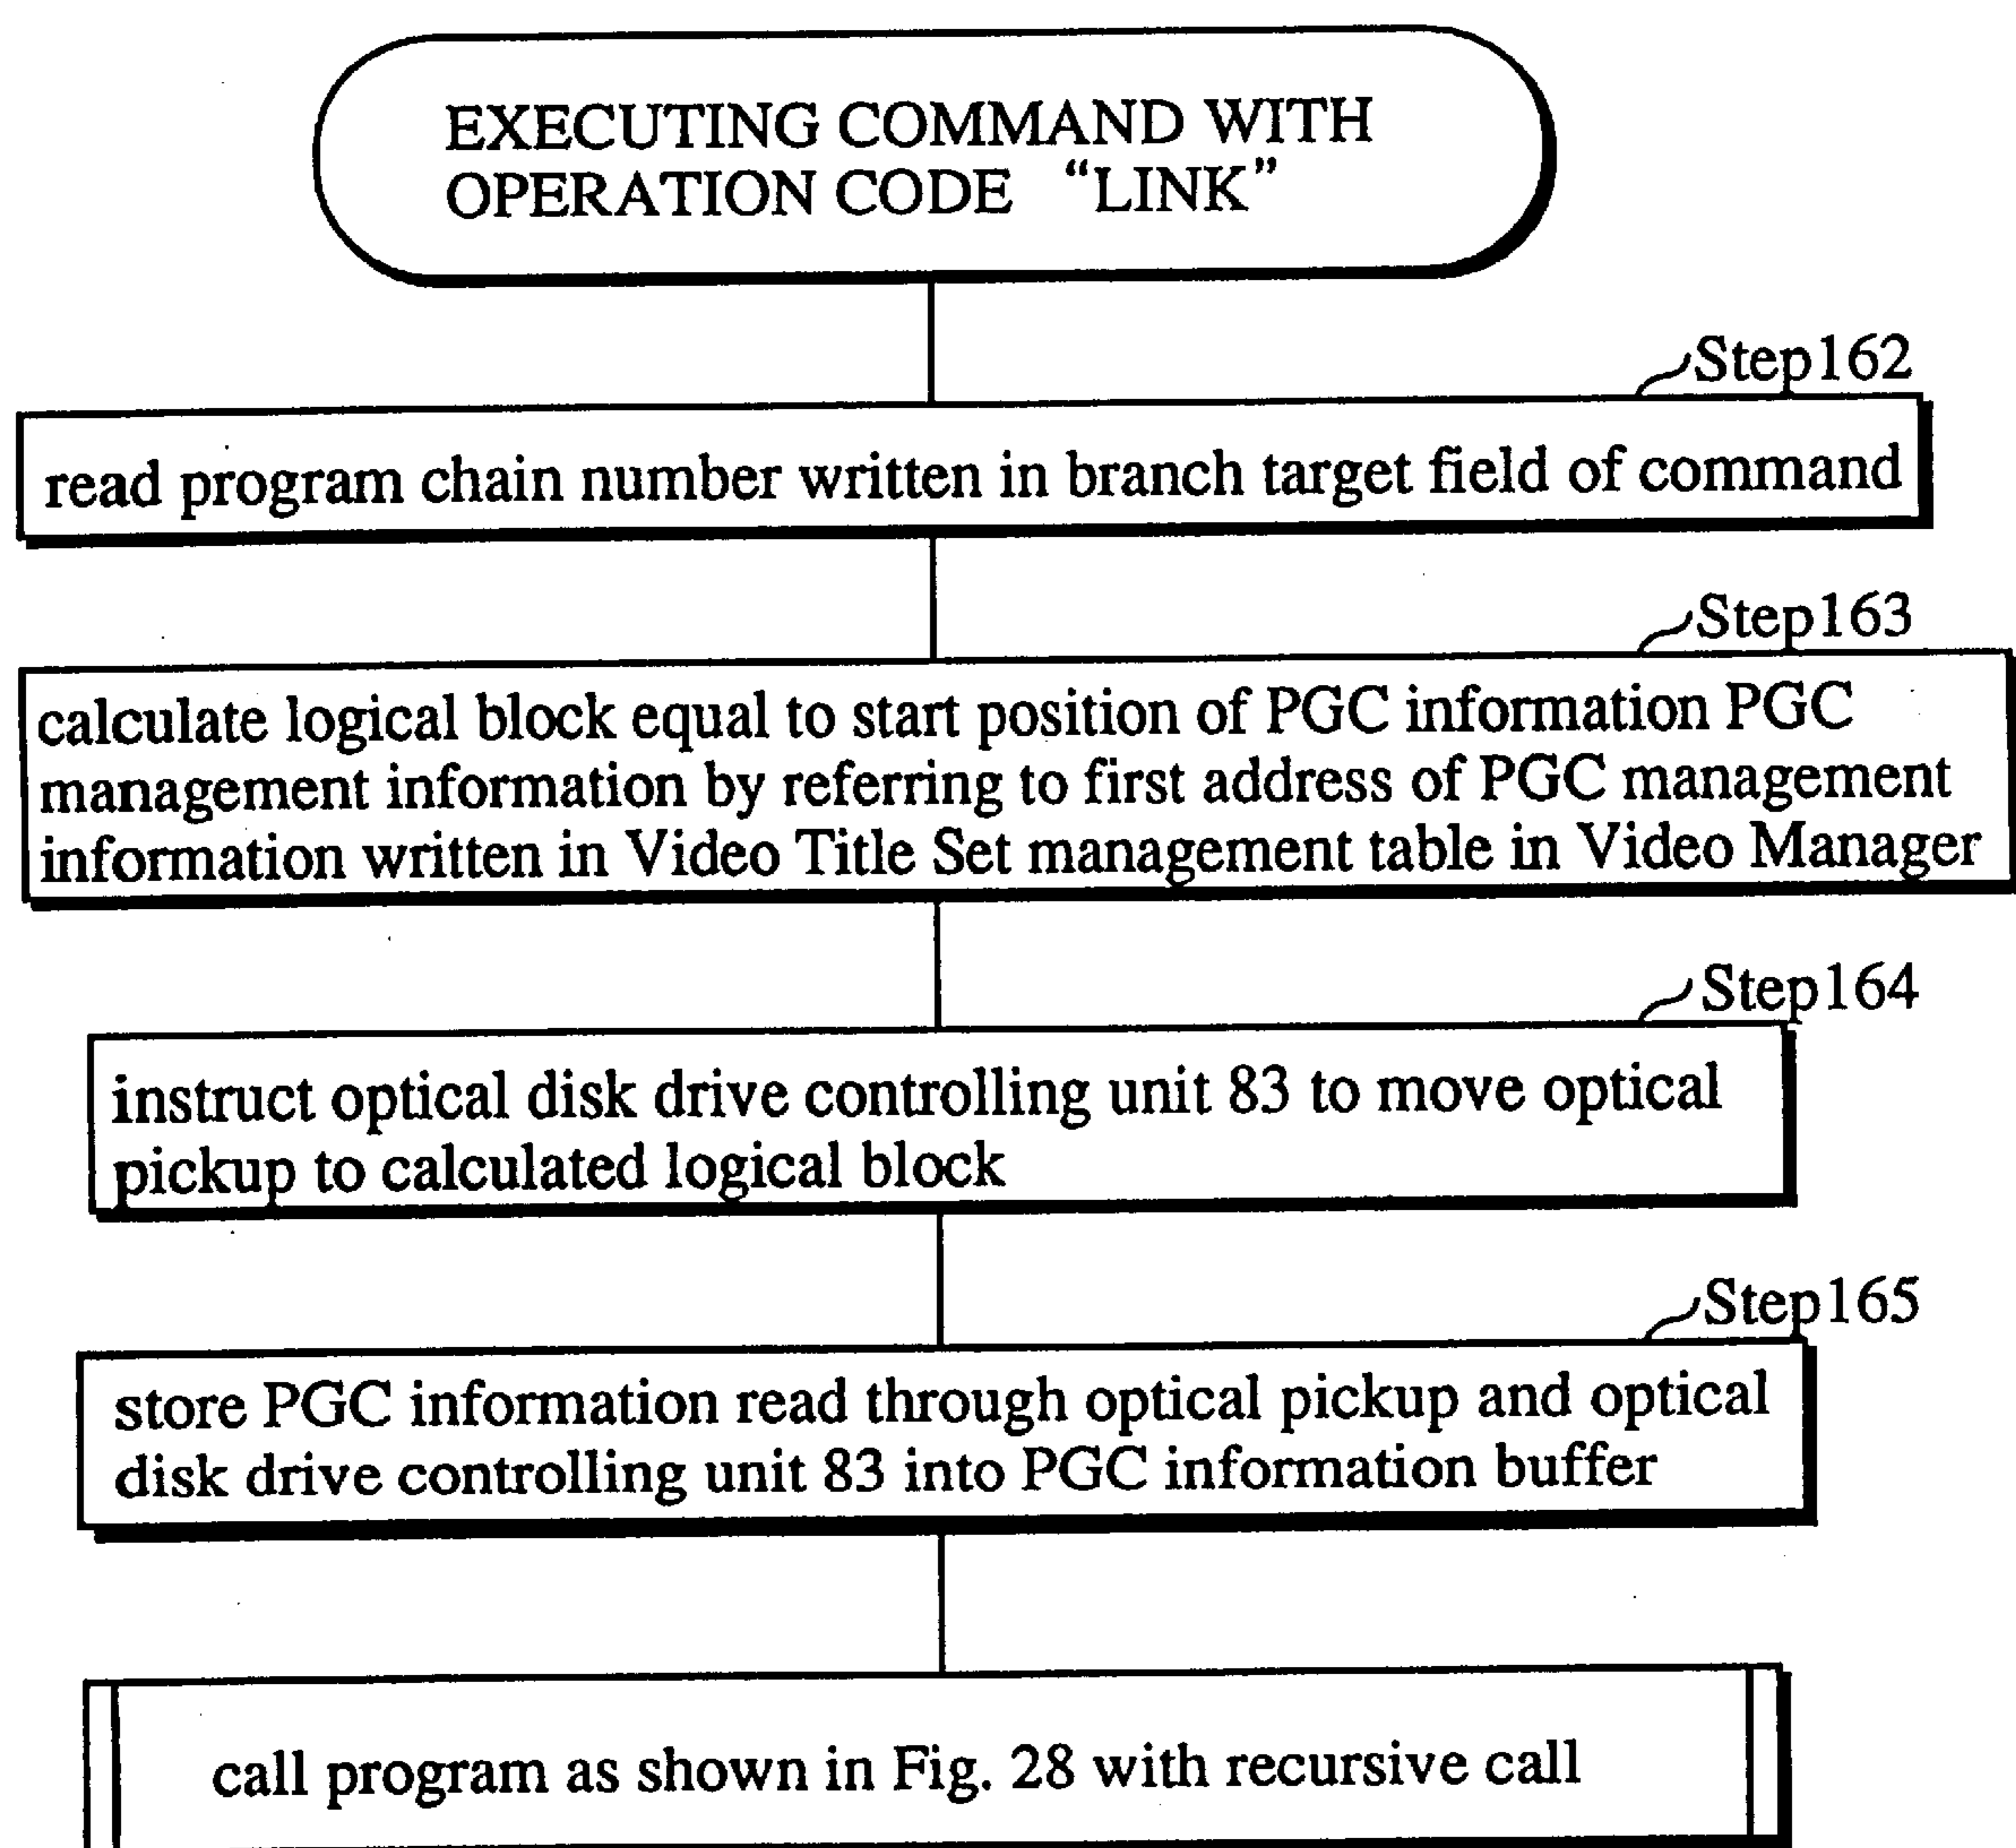 EXECUTING COMMAND WITH
OPERATION CODE “LINK”
Step162
read program chain number written in branch target field of command
Step163
calculate logical block equal to start position of PGC information PGC
management information by referring to first address of PGC management
information written in Video Title Set management table in Video Manager
Step164
instruct optical disk drive controlling unit 83 to move optical
pickup to calculated logical block
Step165
store PGC information read through optical pickup and optical
disk drive controlling unit 83 into PGC information buffer
call program as shown in Fig. 28 with recursive call